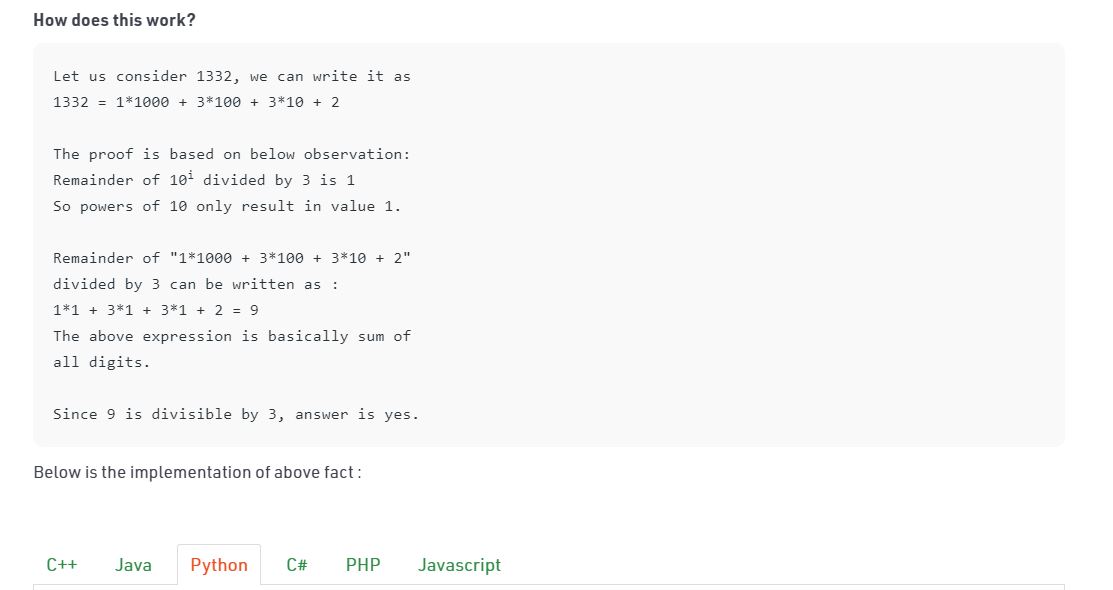 How does this work?
Let us consider 1332, we can write it as
1332 = 1*1000 + 3*100 + 3*10 + 2
The proof is based on below observation:
Remainder of 10ⁱ divided by 3 is 1
So powers of 10 only result in value 1.
Remainder of "1*1000 + 3*100 + 3*10 + 2"
divided by 3 can be written as :
1*1 + 3*1 + 3*1 + 2 = 9
The above expression is basically sum of
all digits.
Since 9 is divisible by 3, answer is yes.
Below is the implementation of above fact :
C++ Java Python C# PHP Javascript